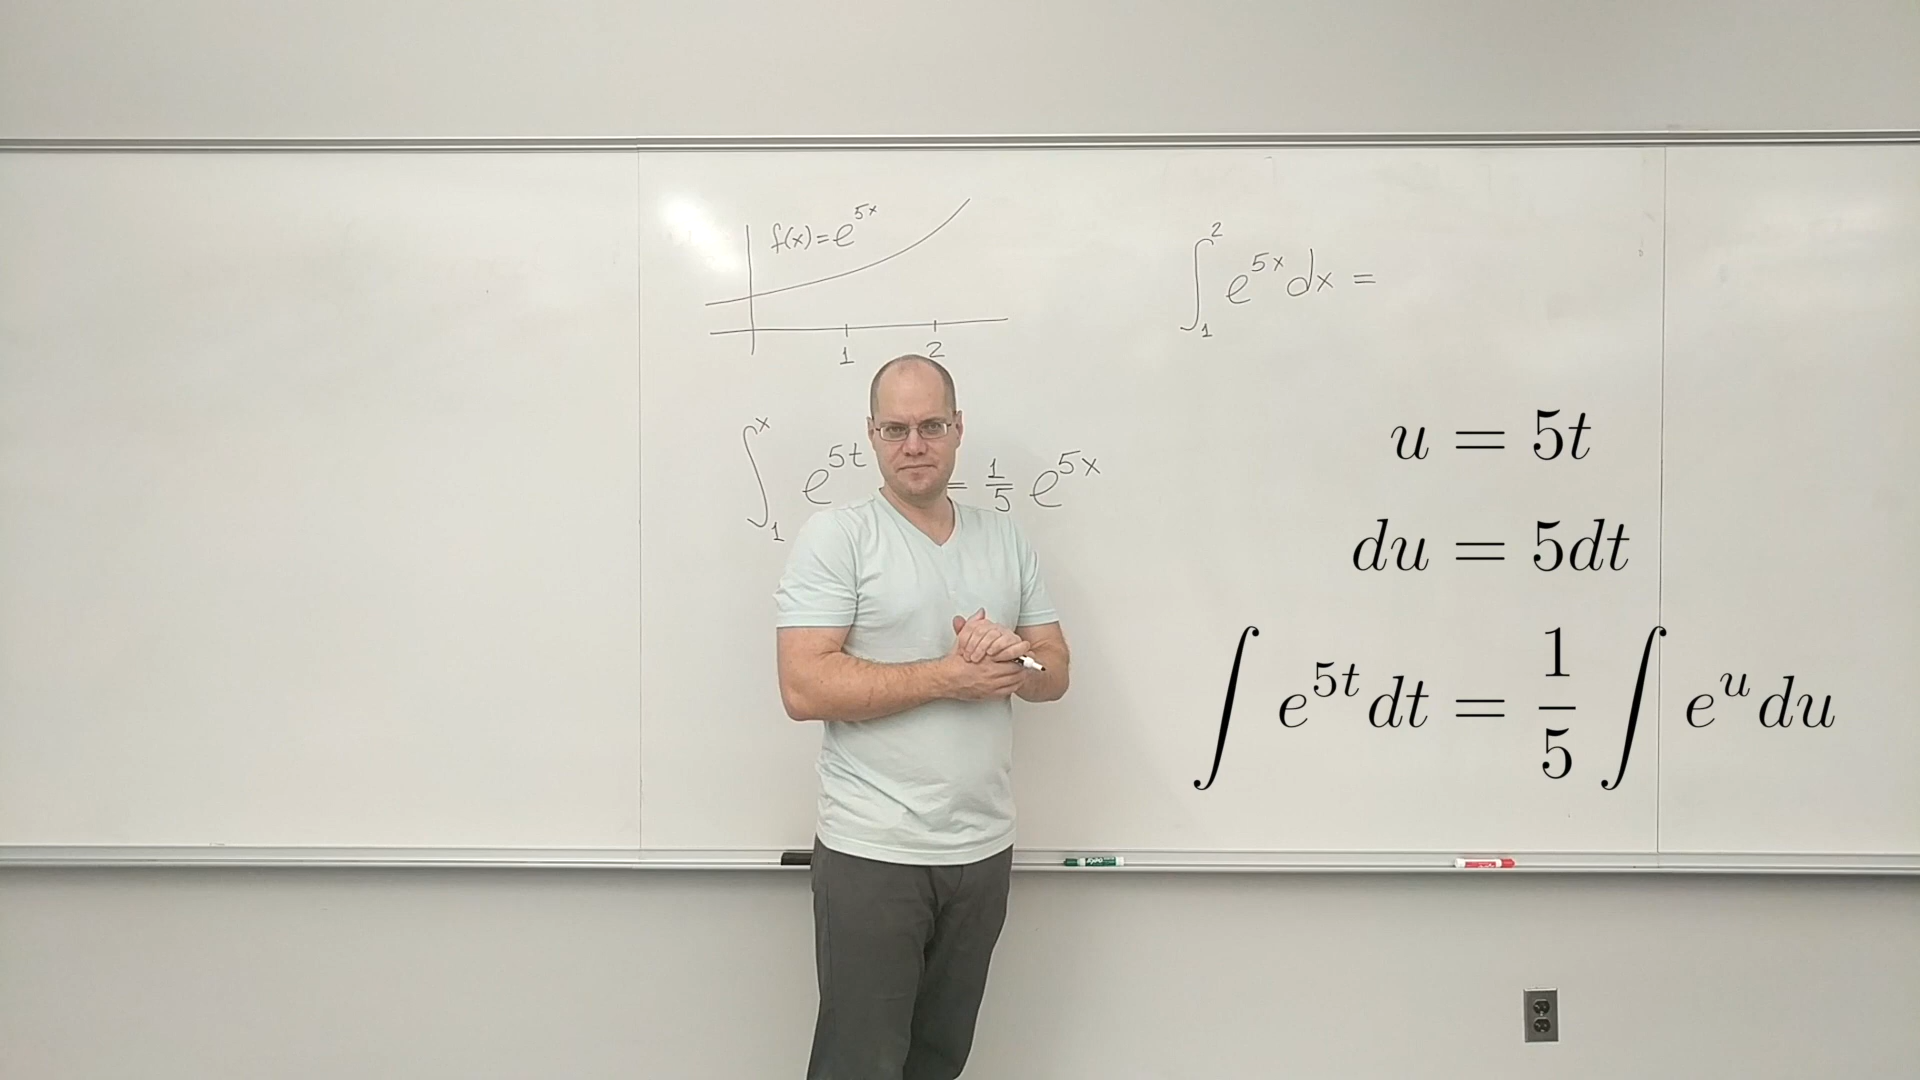 f(x)=e^{5x}
1 2
∫_1^x e^{5t} = 1/5 e^{5x}
∫_1^2 e^{5x} dx =
u = 5t
du = 5dt
∫ e^{5t} dt = 1/5 ∫ e^u du